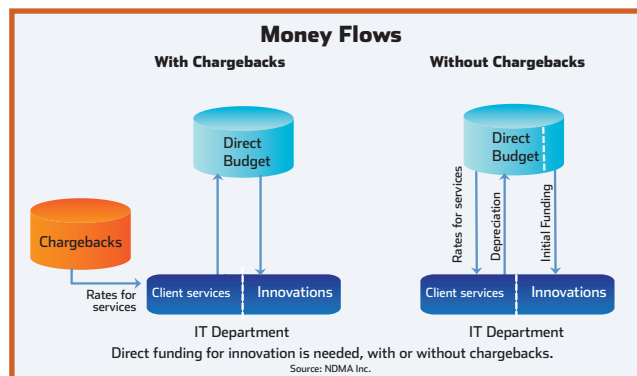 Money Flows
With Chargebacks
Direct
Budget
Chargebacks
Rates for
services
Client services
Innovations
IT Department
Without Chargebacks
Direct
Budget
Rates for services
Depreciation
Initial Funding
Client services
Innovations
IT Department
Direct funding for innovation is needed, with or without chargebacks.
Source: NDMA Inc.